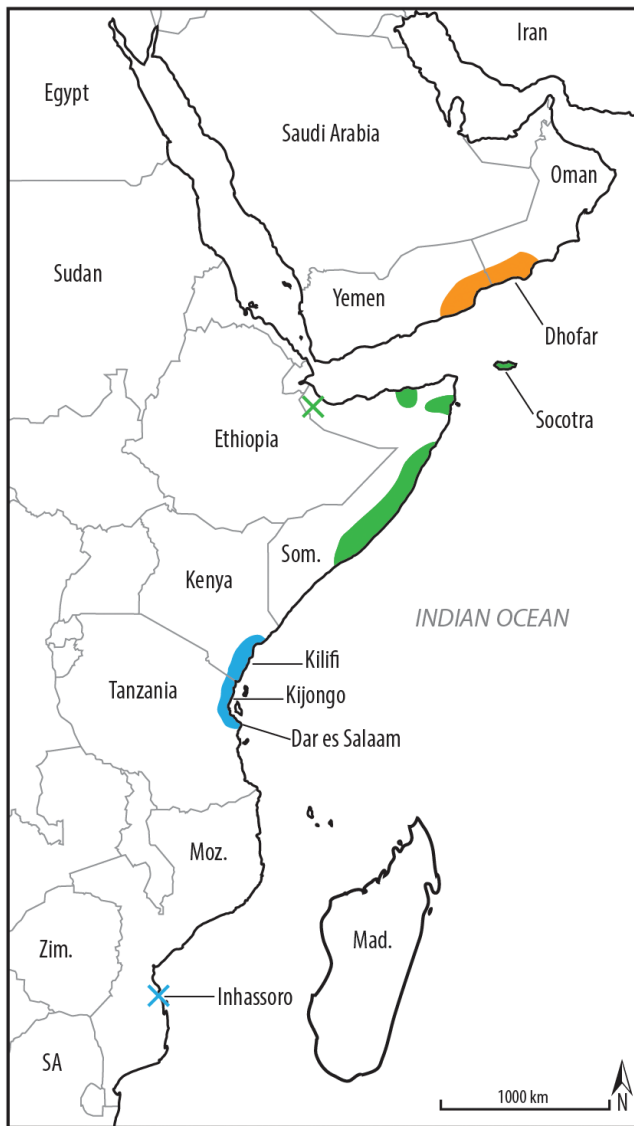 Iran
Egypt
Saudi Arabia
Oman
Sudan
Yemen
Dhofar
Socotra
Ethiopia
Som.
Kenya
INDIAN OCEAN
Kilifi
Tanzania
Kijongo
Dar es Salaam
Moz.
Mad.
Zim.
Inhassoro
SA
1000 km
N